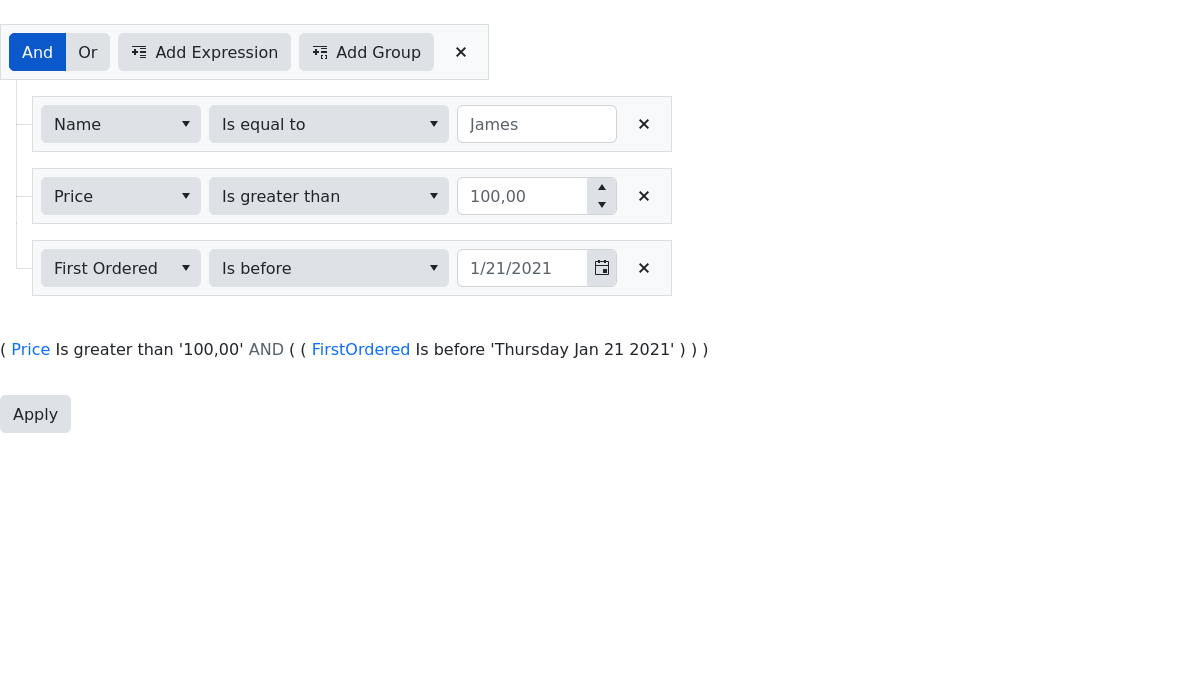 And Or Add Expression Add Group
Name Is equal to James
Price Is greater than 100,00
First Ordered Is before 1/21/2021
( Price Is greater than '100,00' AND ( ( FirstOrdered Is before 'Thursday Jan 21 2021' ) ) )
Apply